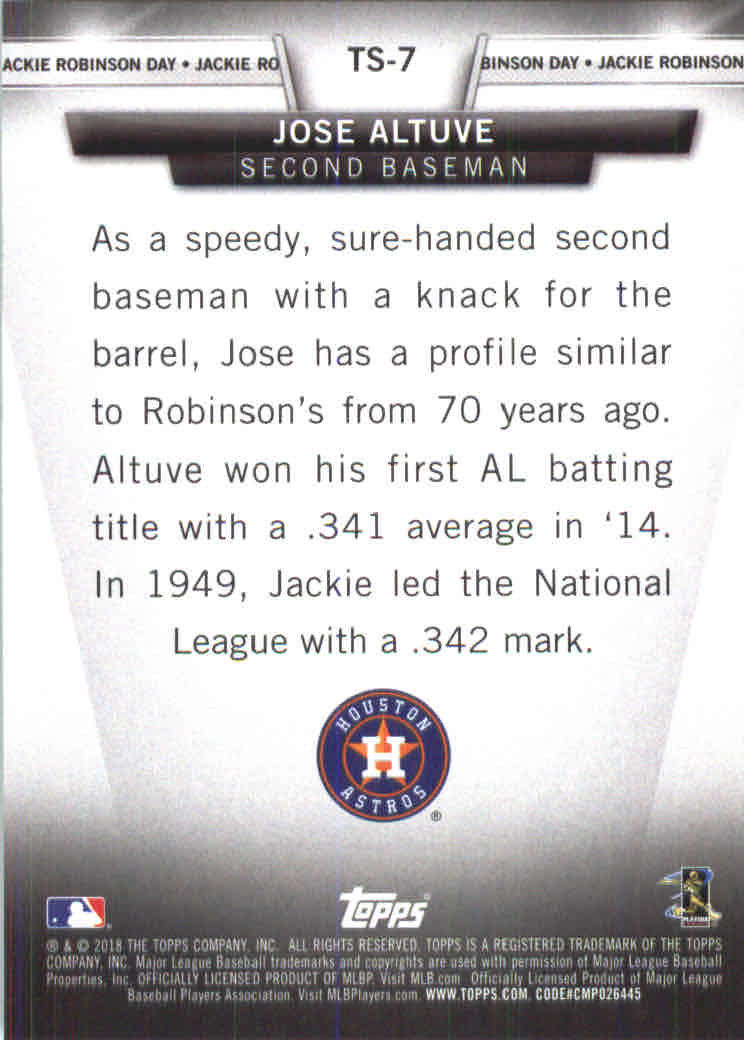 ACKIE ROBINSON DAY • JACKIE RO
TS-7
BINSON DAY • JACKIE ROBINSON
JOSE ALTUVE
SECOND BASEMAN
As a speedy, sure-handed second
baseman with a knack for the
barrel, Jose has a profile similar
to Robinson's from 70 years ago.
Altuve won his first AL batting
title with a .341 average in ‘14.
In 1949, Jackie led the National
League with a .342 mark.
HOUSTON
H
ASTROS
®
topps®
® & © 2018 THE TOPPS COMPANY, INC. ALL RIGHTS RESERVED. TOPPS IS A REGISTERED TRADEMARK OF THE TOPPS
COMPANY, INC. Major League Baseball trademarks and copyrights are used with permission of Major League Baseball
Properties, Inc. OFFICIALLY LICENSED PRODUCT OF MLBP. Visit MLB.com Officially Licensed Product of Major League
Baseball Players Association. Visit MLBPlayers.com. WWW.TOPPS.COM. CODE#CMP026445